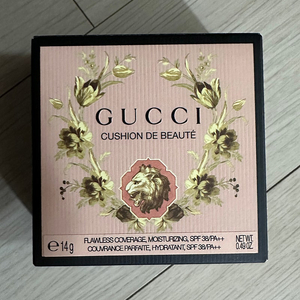 GUCCI
CUSHION DE BEAUTÉ
e 14g
FLAWLESS COVERAGE, MOISTURIZING, SPF 38/PA++
COUVRANCE PARFAITE, HYDRATANT, SPF 38/PA++
NET WT.
0.49 OZ.